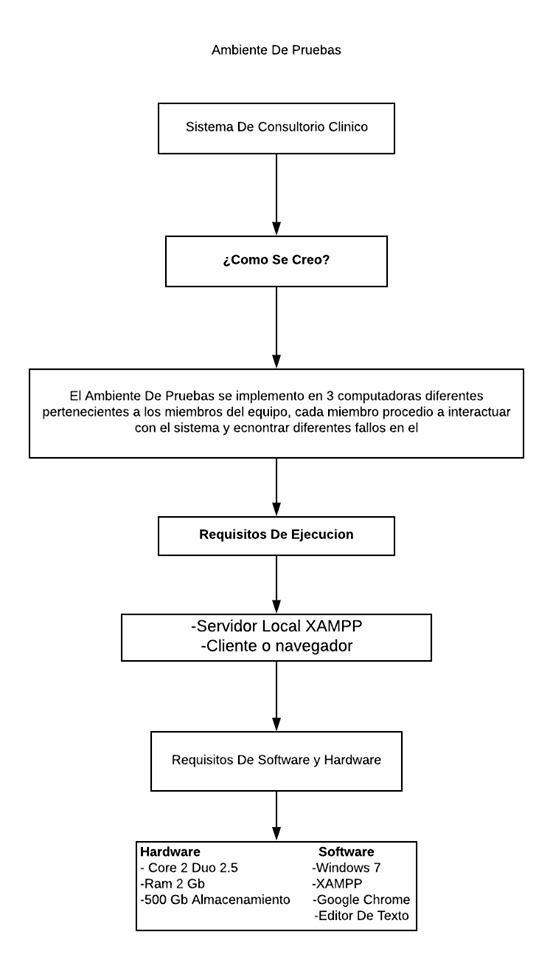 Ambiente De Pruebas
Sistema De Consultorio Clinico
¿Como Se Creo?
El Ambiente De Pruebas se implemento en 3 computadoras diferentes
pertenecientes a los miembros del equipo, cada miembro procedio a interactuar
con el sistema y ecnontrar diferentes fallos en el
Requisitos De Ejecucion
-Servidor Local XAMPP
-Cliente o navegador
Requisitos De Software y Hardware
Hardware
- Core 2 Duo 2.5
-Ram 2 Gb
-500 Gb Almacenamiento
Software
-Windows 7
-XAMPP
-Google Chrome
-Editor De Texto